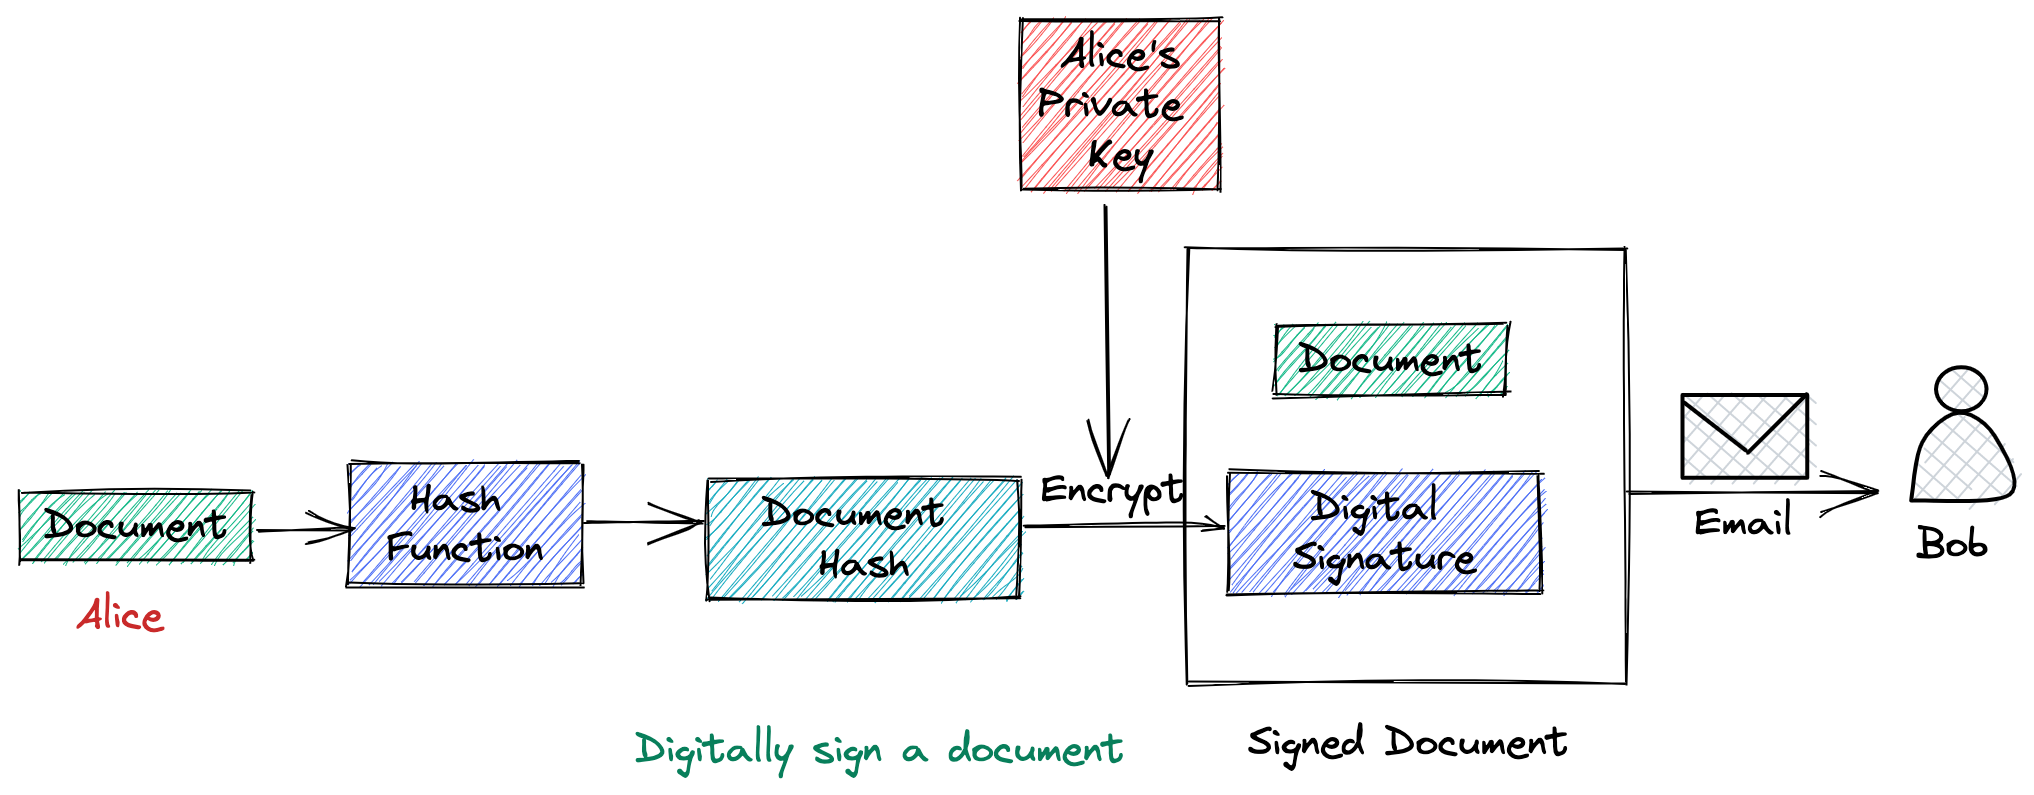 Alice's
Private
Key
Document
Alice
Hash
Function
Document
Hash
Encrypt
Document
Digital
Signature
Email
Bob
Digitally sign a document
Signed Document